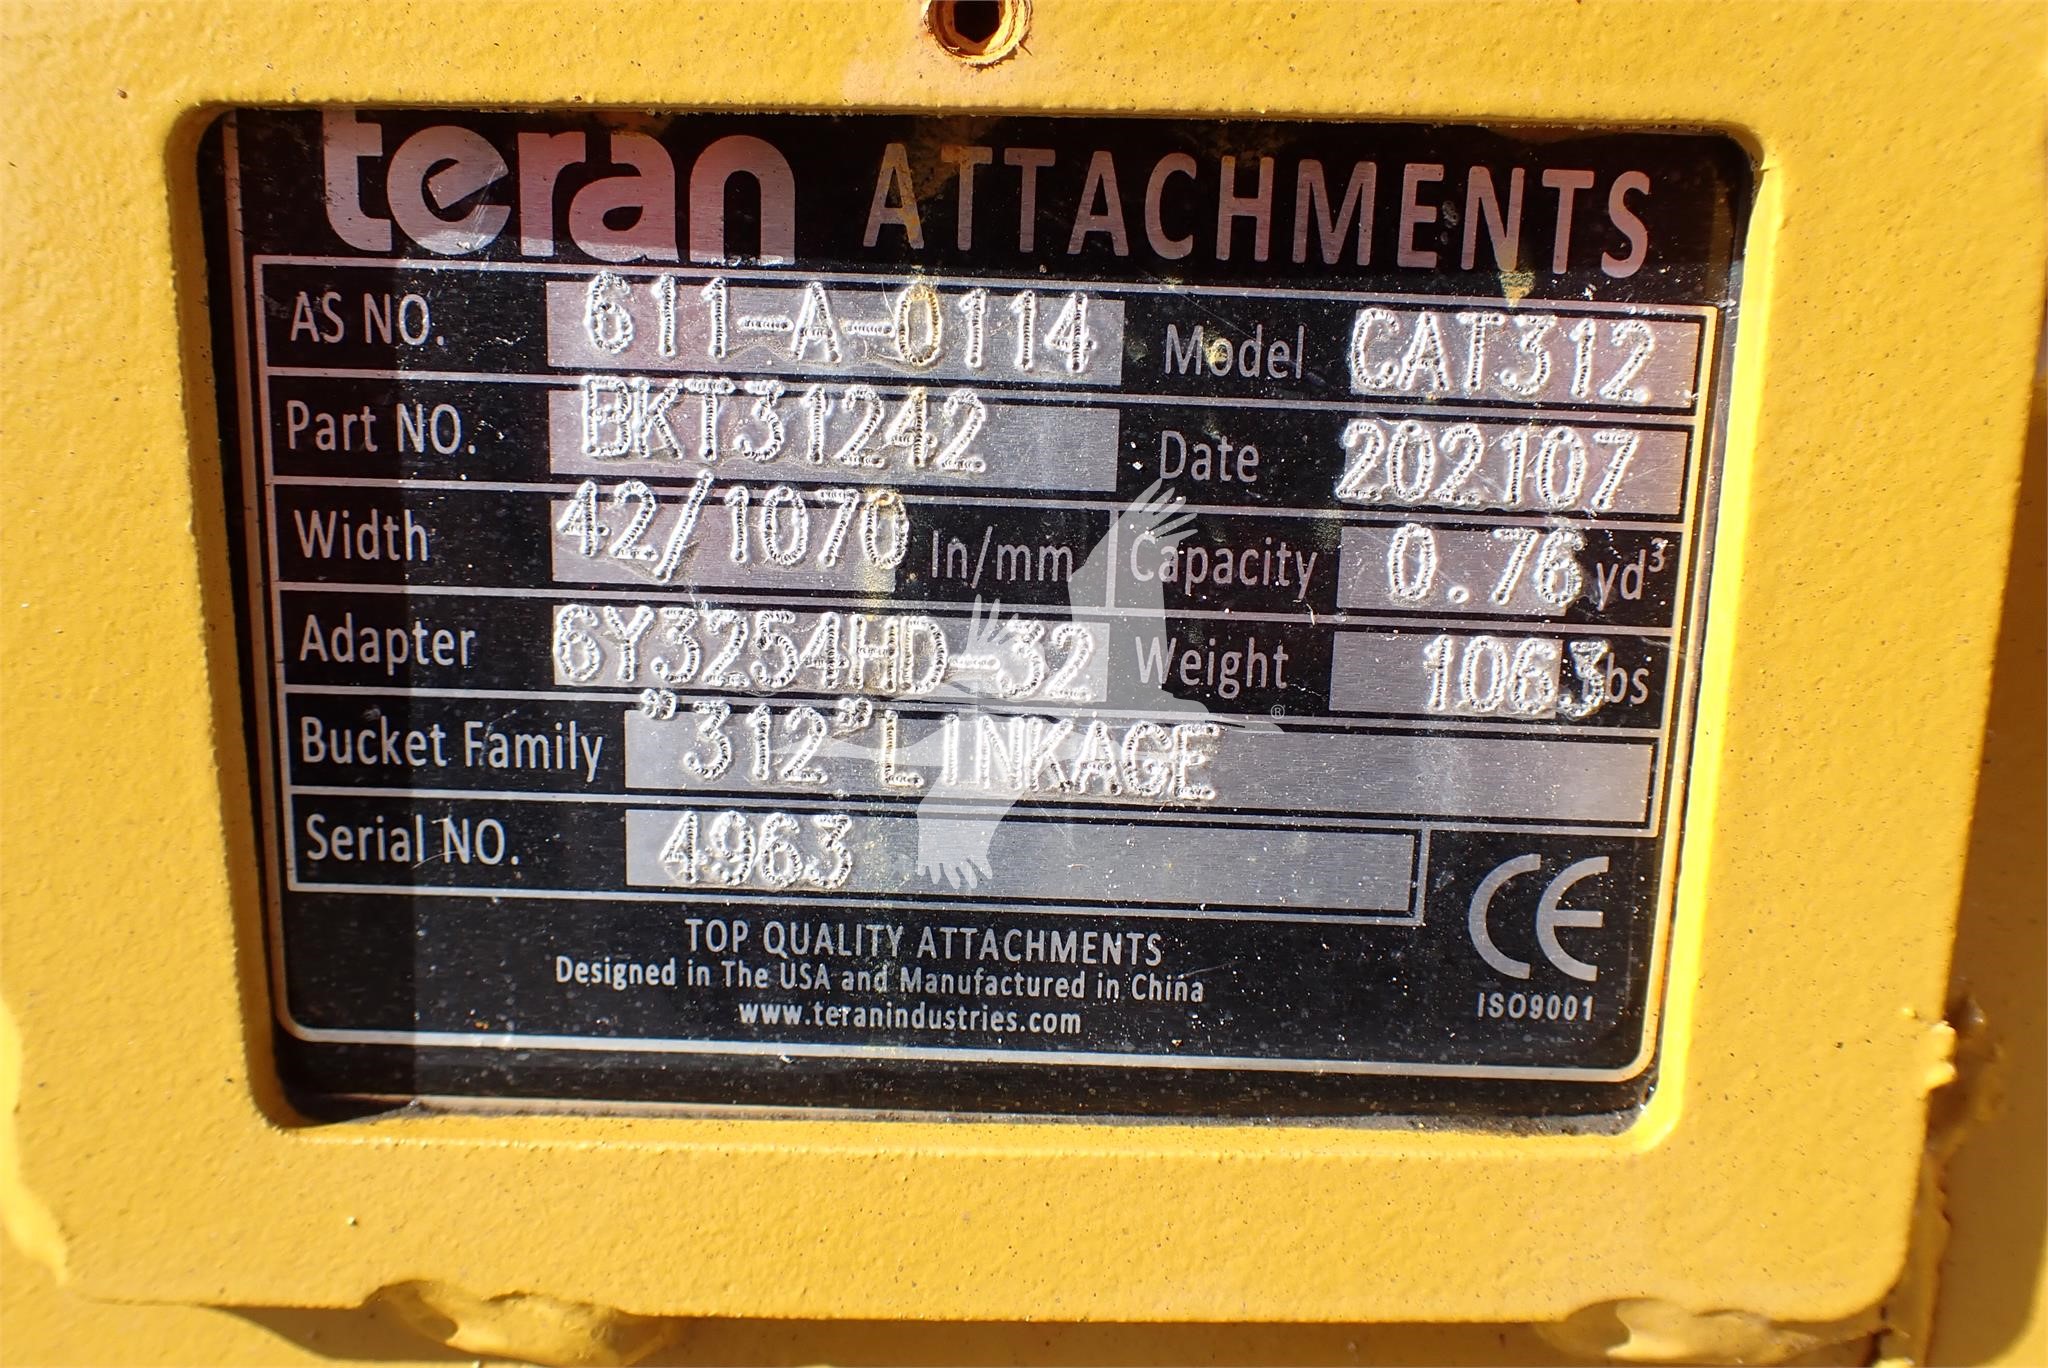 teran ATTACHMENTS
AS NO. 611-A-0114 Model CAT312
Part NO. BKT31242 Date 202107
Width 42/1070 In/mm Capacity 0.76 yd³
Adapter 6Y3254HD-32 Weight 1063 lbs
Bucket Family "312"LINKAGE
®
Serial NO. 4963
CE
TOP QUALITY ATTACHMENTS
Designed in The USA and Manufactured in China
www.teranindustries.com
ISO9001